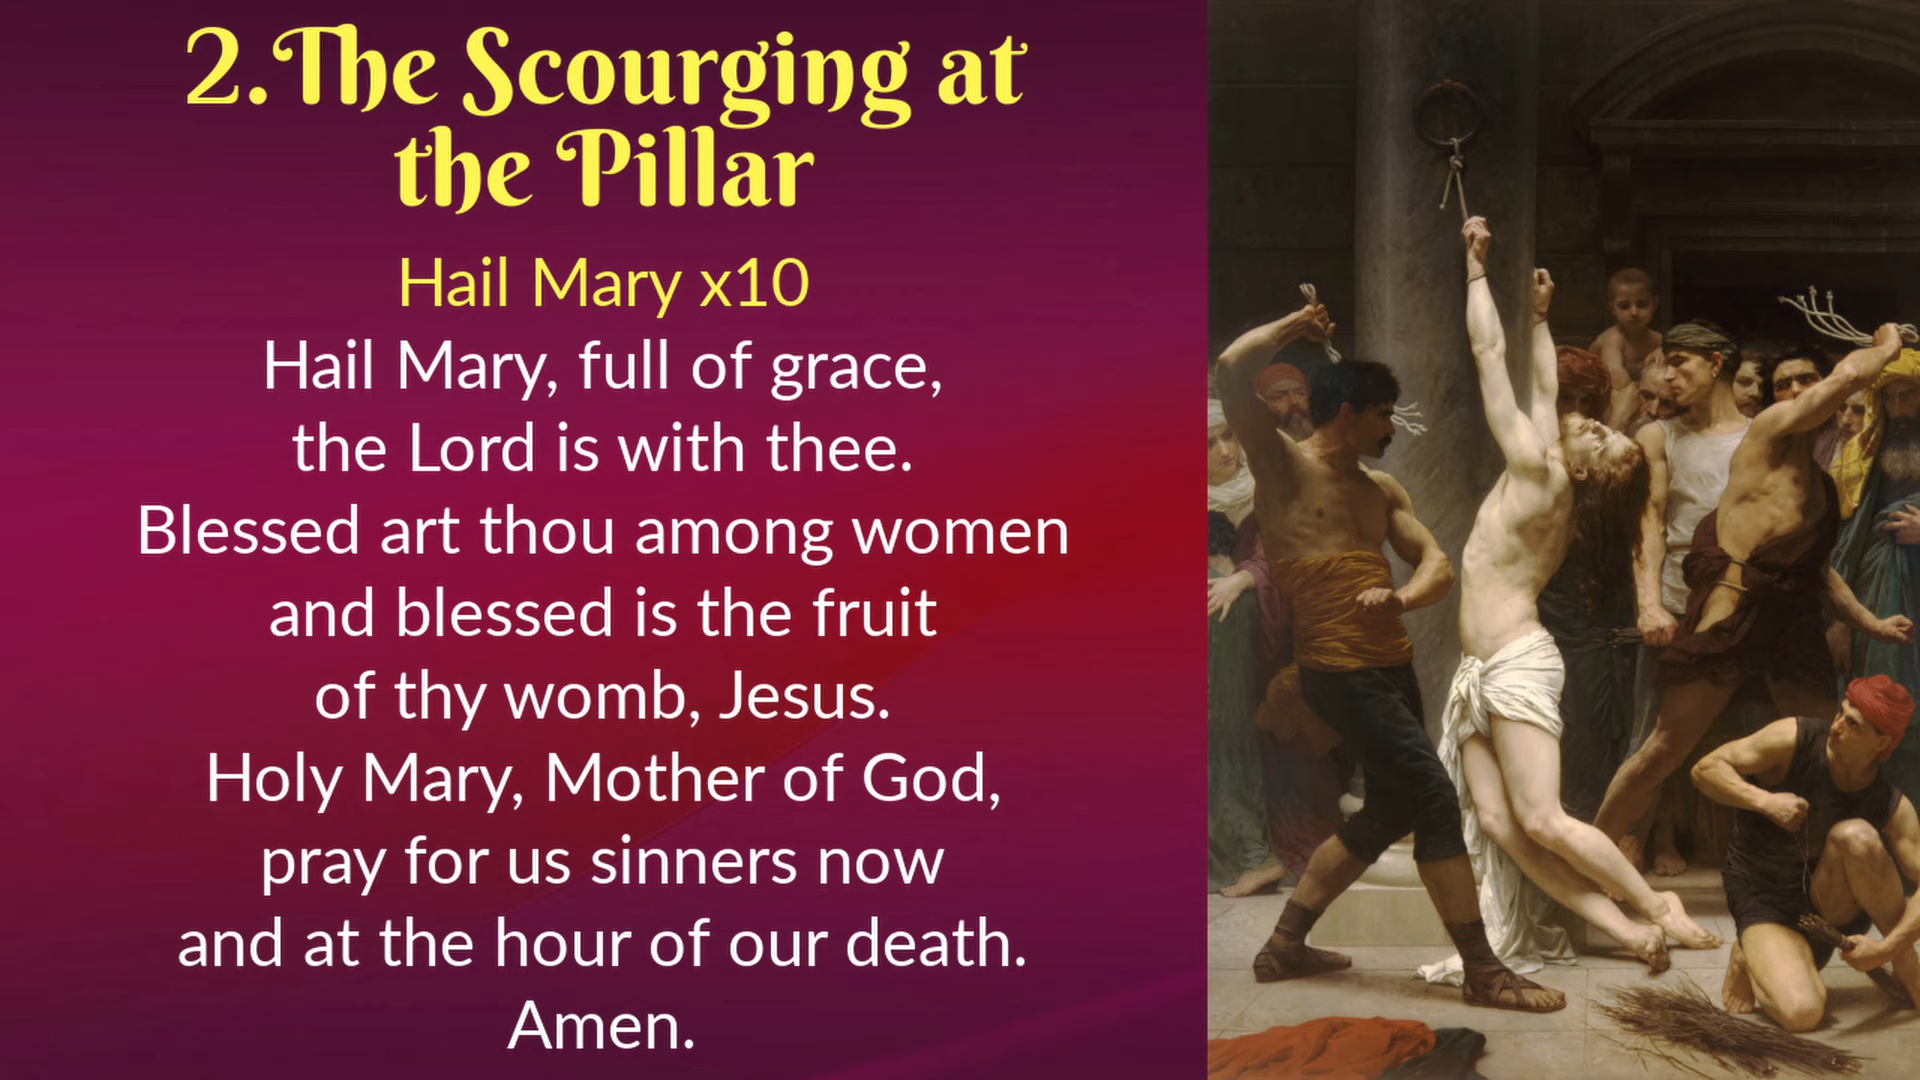 2.The Scourging at
the Pillar
Hail Mary x10
Hail Mary, full of grace,
the Lord is with thee.
Blessed art thou among women
and blessed is the fruit
of thy womb, Jesus.
Holy Mary, Mother of God,
pray for us sinners now
and at the hour of our death.
Amen.